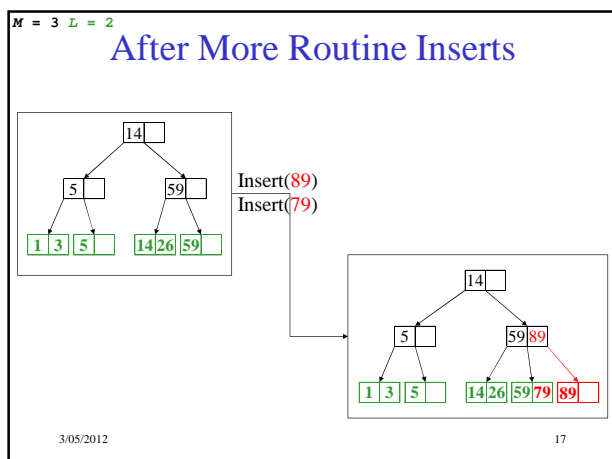 M = 3 L = 2
After More Routine Inserts
14
5 59
1 3 5 14 26 59
Insert(89)
Insert(79)
14
5 59 89
1 3 5 14 26 59 79 89
3/05/2012 17